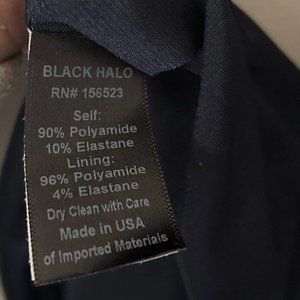 BLACK HALO
RN# 156523
Self:
90% Polyamide
10% Elastane
Lining:
96% Polyamide
4% Elastane
Dry Clean with Care
Made in USA
of Imported Materials